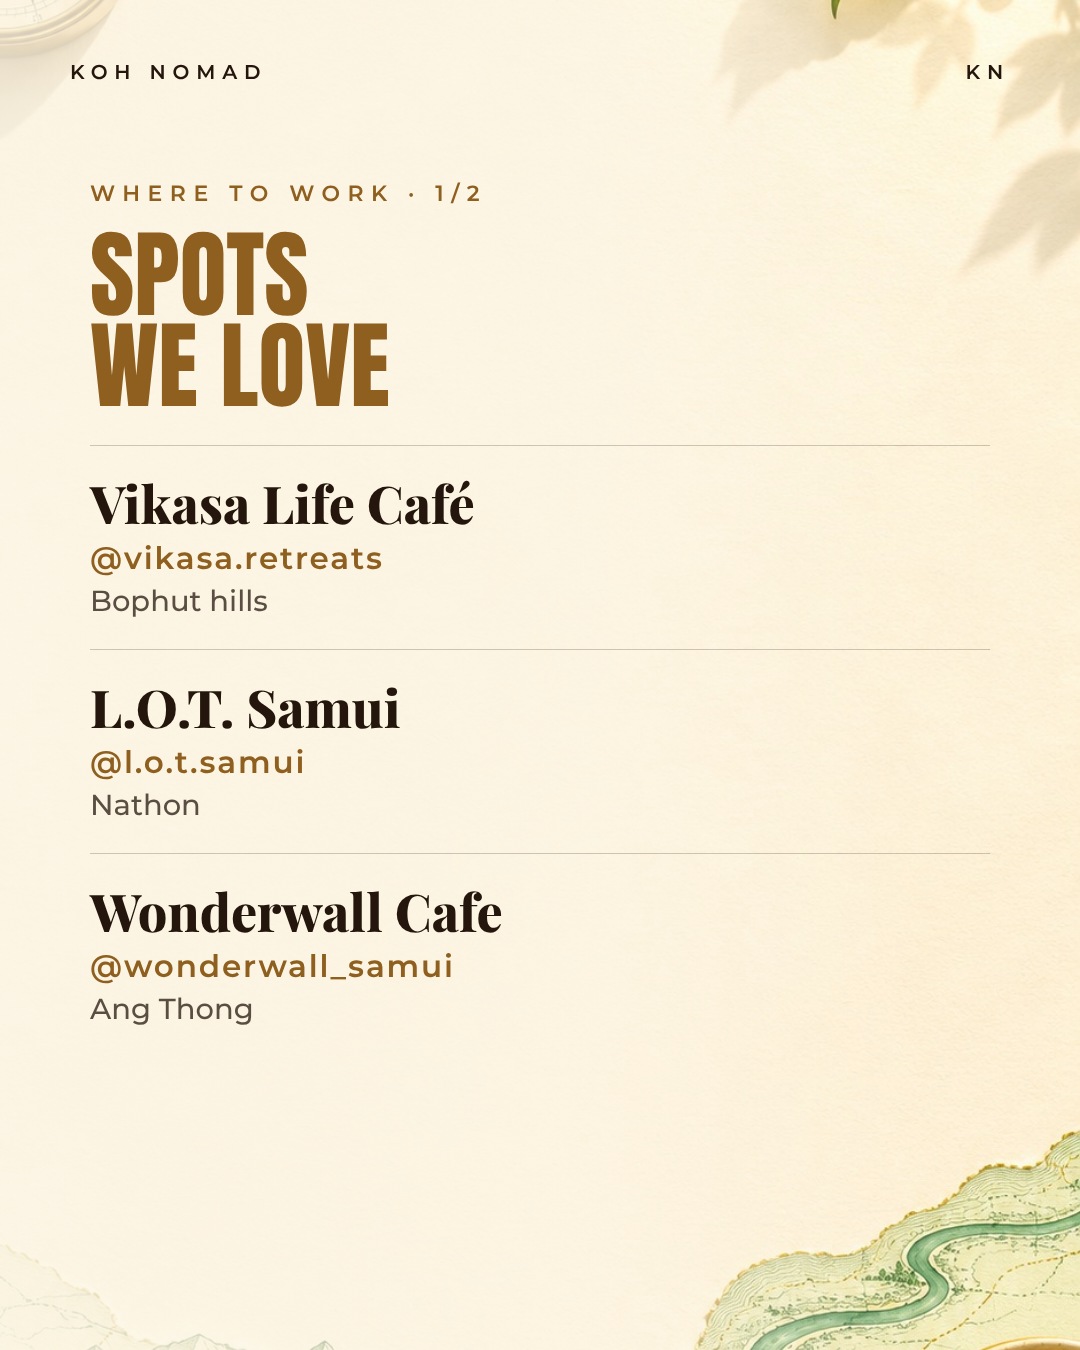 KOH NOMAD
KN
WHERE TO WORK · 1/2
SPOTS
WE LOVE
Vikasa Life Café
@vikasa.retreats
Bophut hills
L.O.T. Samui
@l.o.t.samui
Nathon
Wonderwall Cafe
@wonderwall_samui
Ang Thong